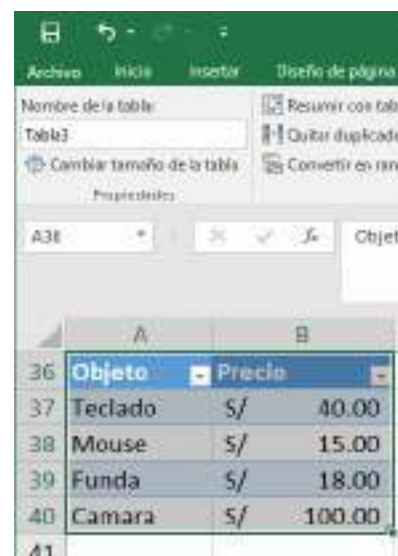 Archivo Inicio Insertar Diseño de página
Nombre de la tabla: Resumir con tab
Tabla3 Quitar duplicado
Cambiar tamaño de la tabla Convertir en ran
Propiedades
A36 fx Objet
A B
36 Objeto Precio
37 Teclado S/ 40.00
38 Mouse S/ 15.00
39 Funda S/ 18.00
40 Camara S/ 100.00
41